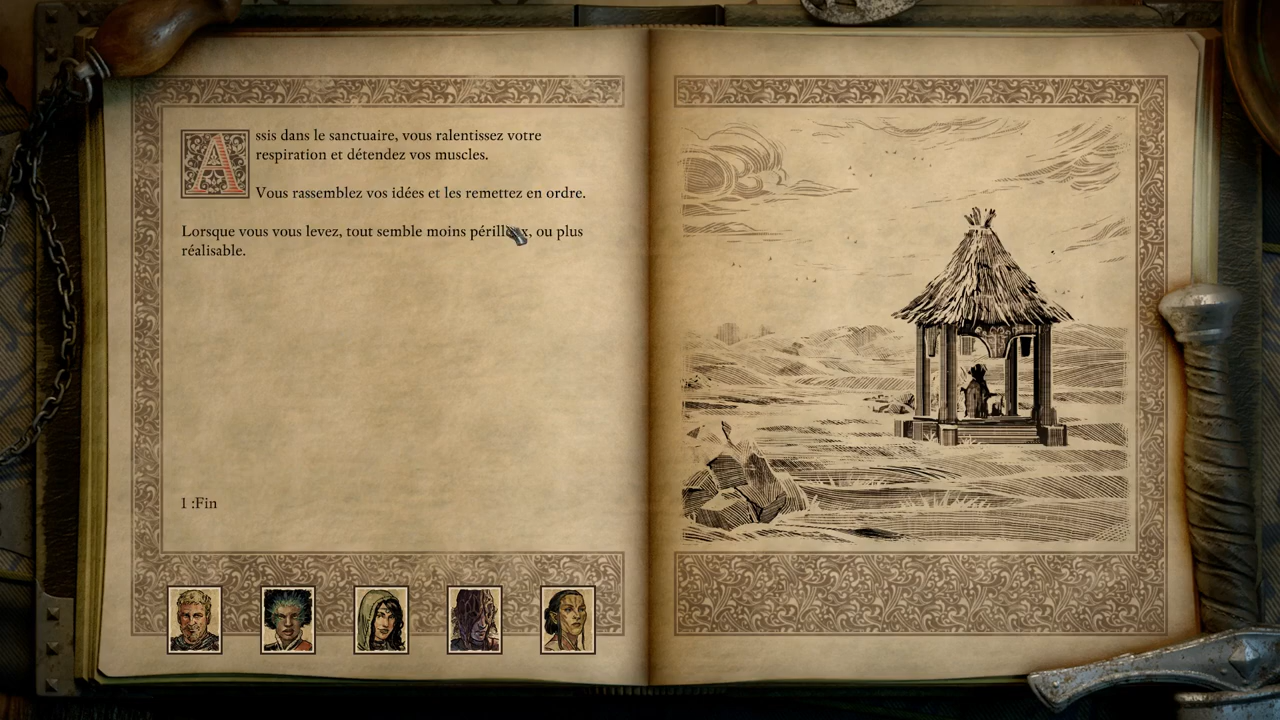 Assis dans le sanctuaire, vous ralentissez votre
respiration et détendez vos muscles.
Vous rassemblez vos idées et les remettez en ordre.
Lorsque vous vous levez, tout semble moins périlleux, ou plus
réalisable.
1 :Fin